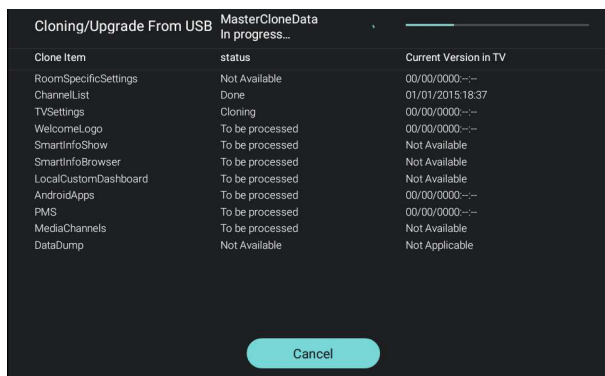 Cloning/Upgrade From USB MasterCloneData
In progress...
Clone Item status Current Version in TV
RoomSpecificSettings Not Available 00/00/0000:--:--
ChannelList Done 01/01/2015:18:37
TVSettings Cloning 00/00/0000:--:--
WelcomeLogo To be processed 00/00/0000:--:--
SmartInfoShow To be processed Not Available
SmartInfoBrowser To be processed Not Available
LocalCustomDashboard To be processed Not Available
AndroidApps To be processed 00/00/0000:--:--
PMS To be processed 00/00/0000:--:--
MediaChannels To be processed Not Available
DataDump Not Available Not Applicable
Cancel